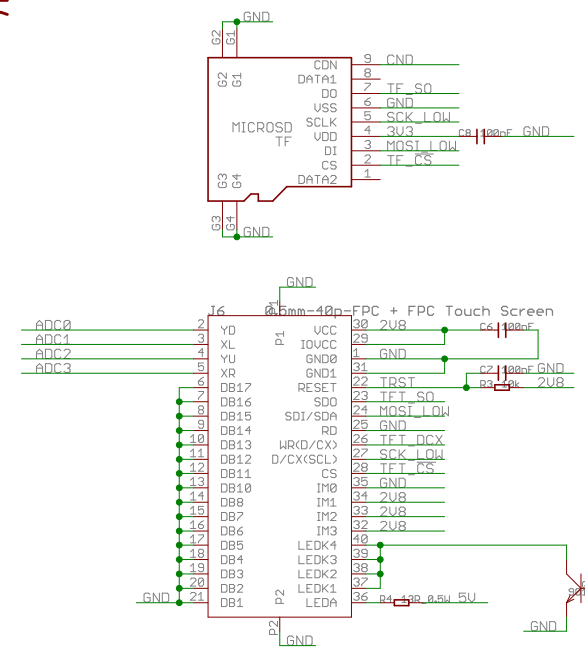 GND
G2
G1
CDN 9 CND
DATA1 8
DO 7 TF_SO
VSS 6 GND
SCLK 5 SCK_LOW
VDD 4 3V3 C8 100nF GND
DI 3 MOSI_LOW
CS 2 TF_CS
DATA2 1
G2 G1
MICROSD
TF
G3 G4
G3 G4
GND
GND
J6 0.5mm-40p-FPC + FPC Touch Screen
P1
ADC0 2 YD VCC 30 2V8 C6 100nF
ADC1 3 XL IOVCC 29
ADC2 4 YU GND0 1 GND
ADC3 5 XR GND1 31 C7 100nF GND
6 DB17 RESET 22 TRST R3 10k 2V8
7 DB16 SDO 23 TFT_SO
8 DB15 SDI/SDA 24 MOSI_LOW
9 DB14 RD 25 GND
10 DB13 WR(D/CX) 26 TFT_DCX
11 DB12 D/CX(SCL) 27 SCK_LOW
12 DB11 CS 28 TFT_CS
13 DB10 IM0 35 GND
14 DB8 IM1 34 2V8
15 DB7 IM2 33 2V8
16 DB6 IM3 32 2V8
17 DB5 LEDK4 40
18 DB4 LEDK3 39
19 DB3 LEDK2 38
20 DB2 LEDK1 37
GND 21 DB1 LEDA 36 R4 13R_0.5W 5V
P2
P2
GND
GND